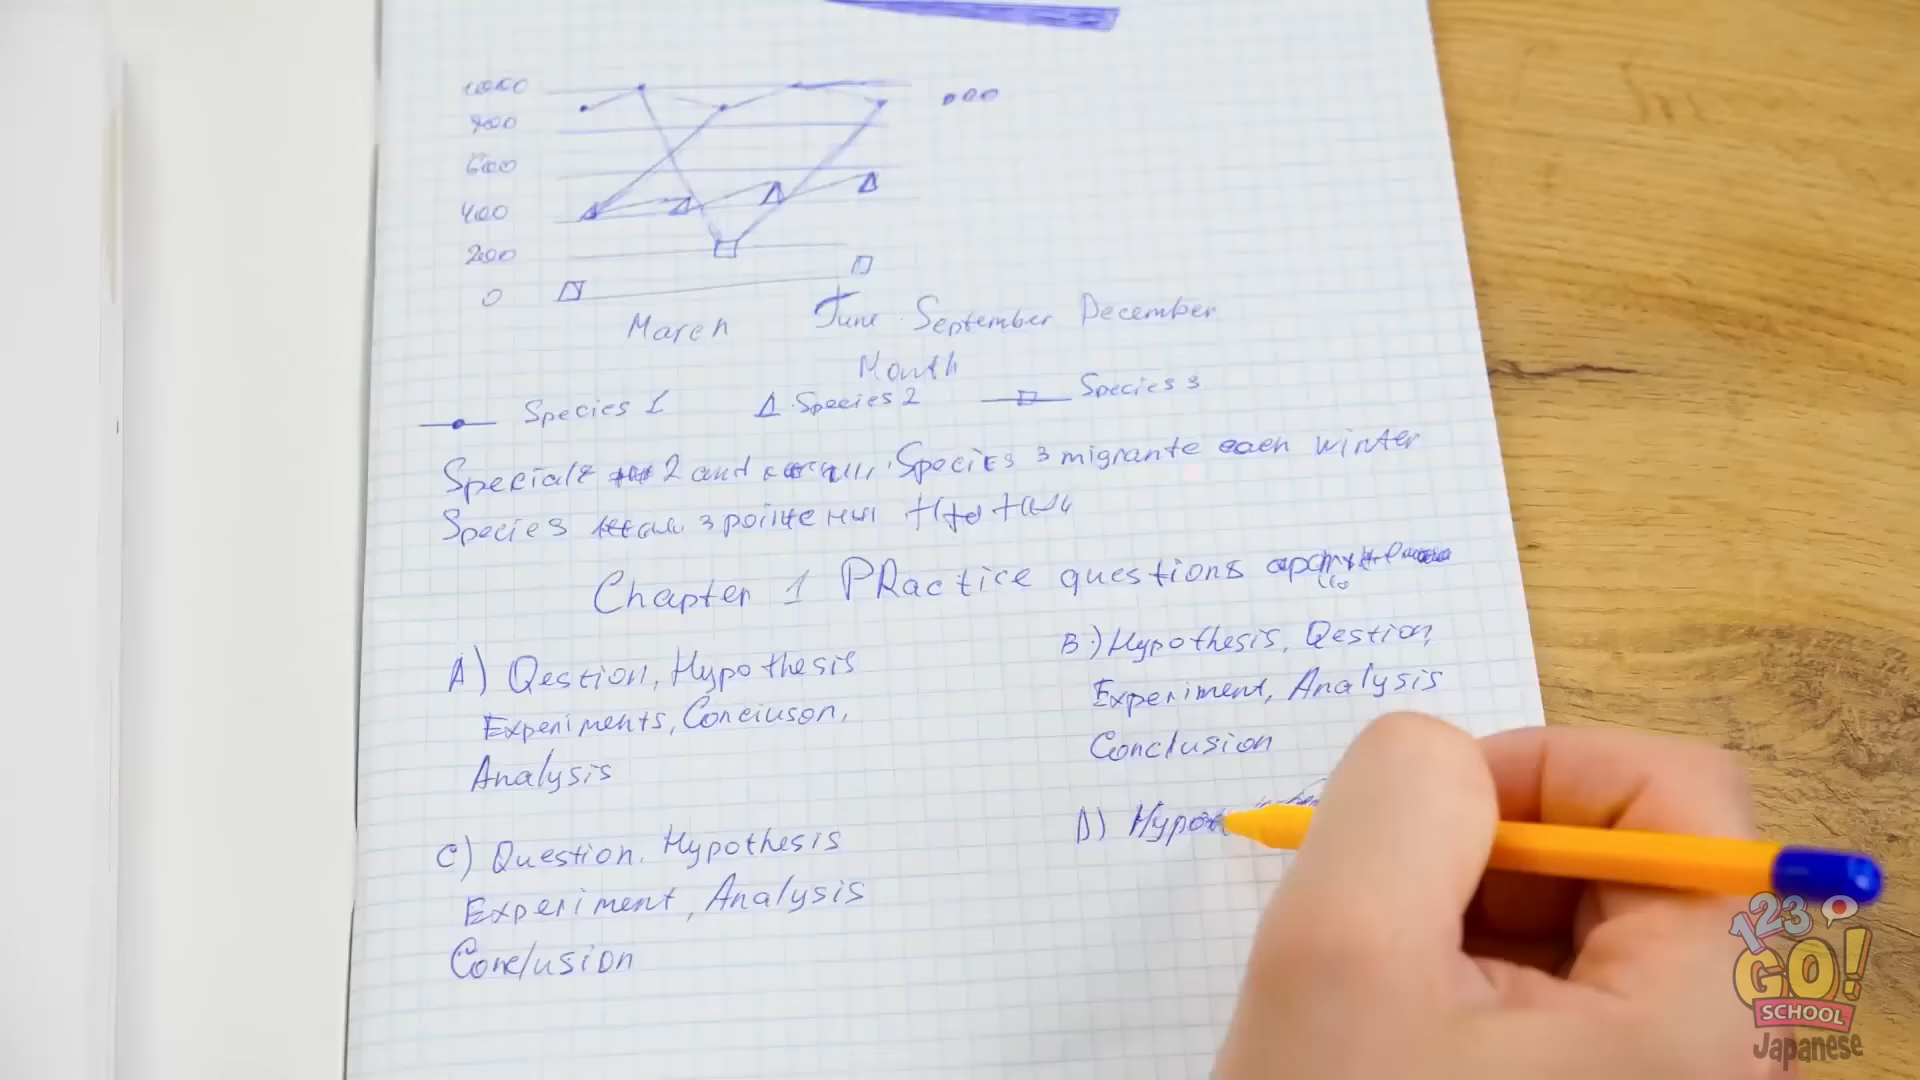 800
600
400
200
0
March June September December
Month
Species 1 Species 2 Species 3
2 and Species 3 migrante each winter
Species 3
Chapter 1 PRactice questions
A) Qestion, Hypothesis
Experiments, Conciuson,
Analysis
B.) Hypothesis, Qestion,
Experiment, Analysis
Conclusion
C) Question. Hypothesis
Experiment, Analysis
Conclusion
D) Hypot
123
GO!
SCHOOL
Japanese